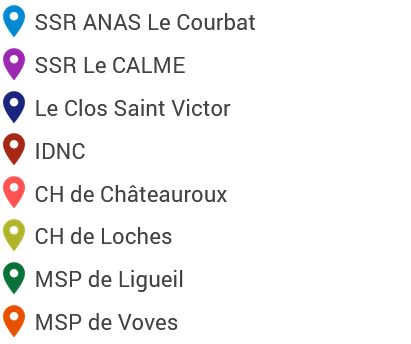 SSR ANAS Le Courbat
SSR Le CALME
Le Clos Saint Victor
IDNC
CH de Châteauroux
CH de Loches
MSP de Ligueil
MSP de Voves